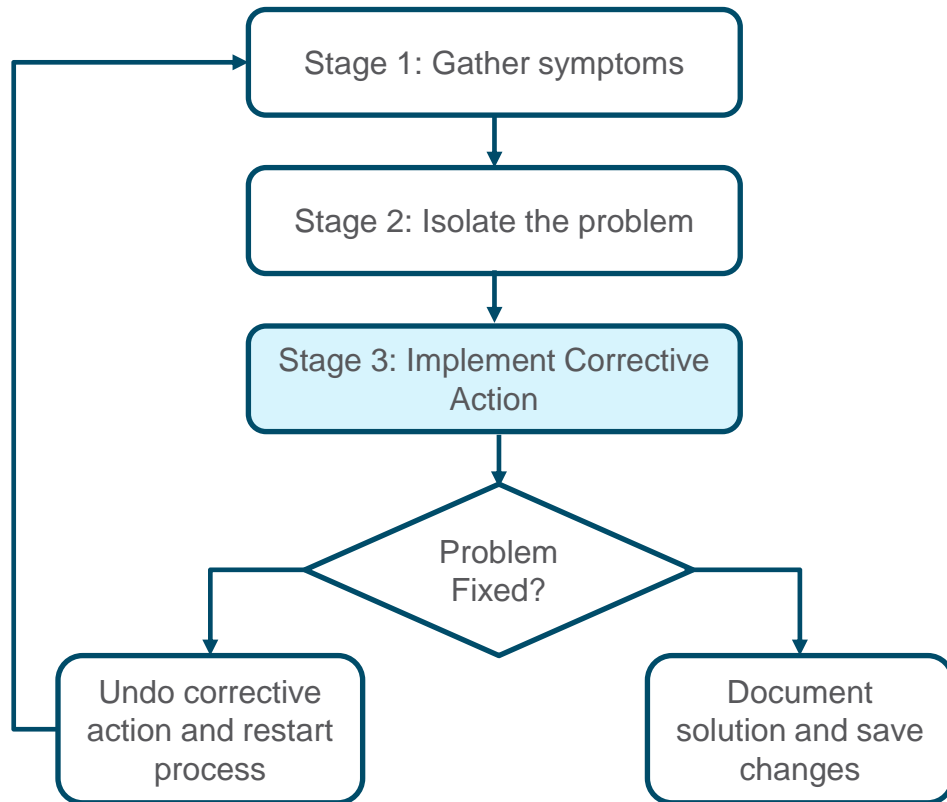 Stage 1: Gather symptoms
Stage 2: Isolate the problem
Stage 3: Implement Corrective
Action
Problem
Fixed?
Undo corrective
action and restart
process
Document
solution and save
changes